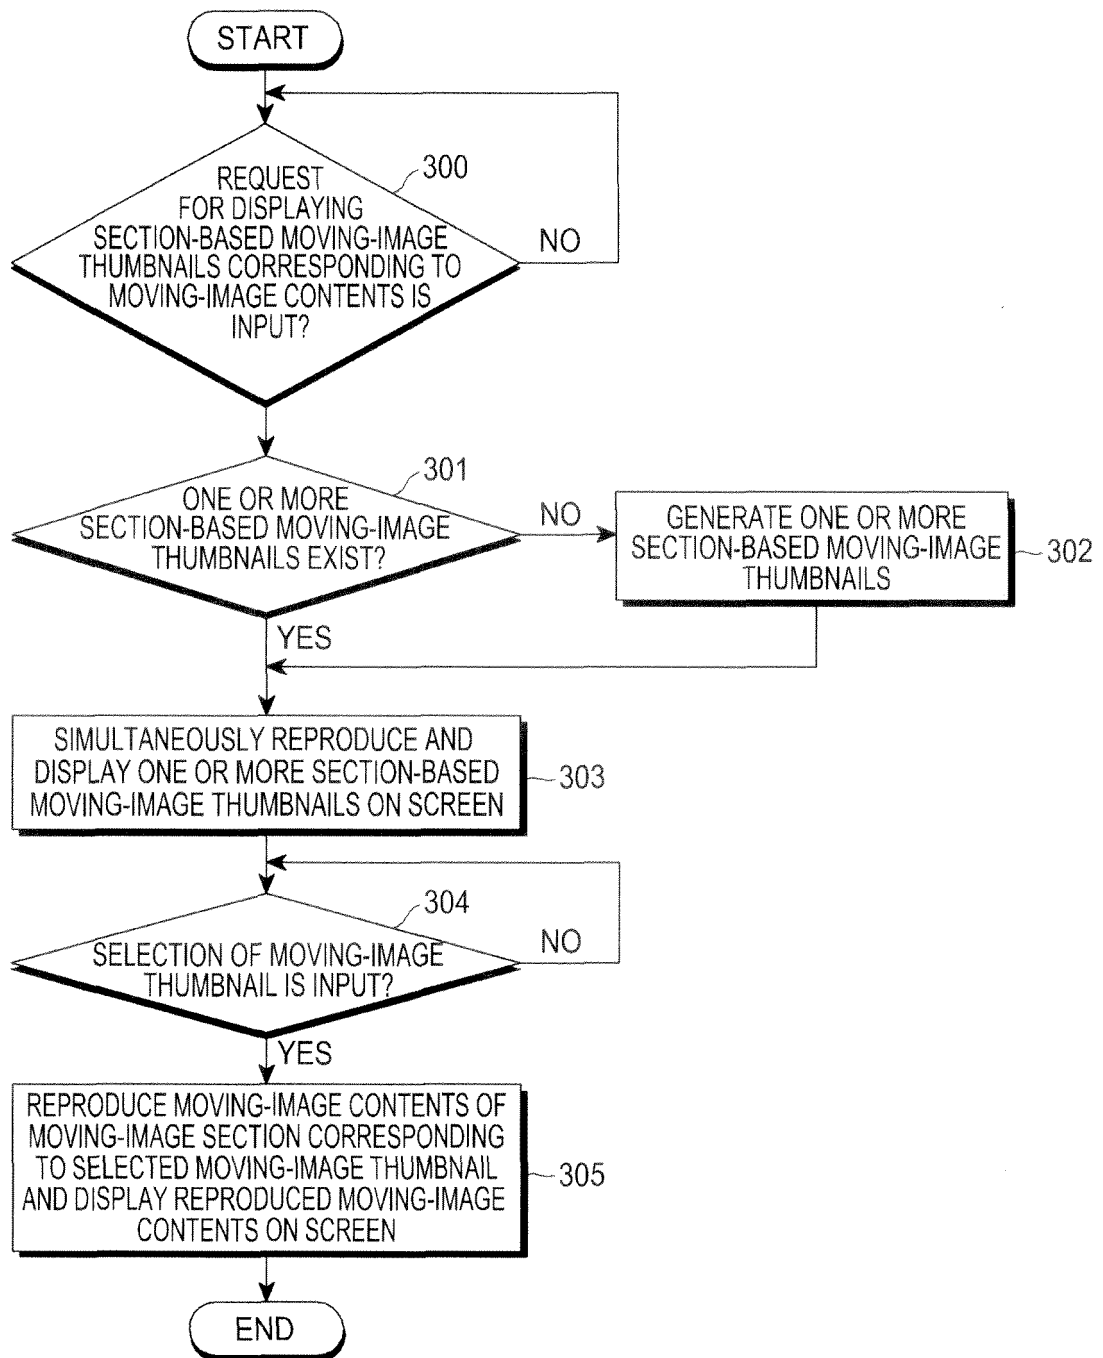 START
300
REQUEST
FOR DISPLAYING
SECTION-BASED MOVING-IMAGE
THUMBNAILS CORRESPONDING TO
MOVING-IMAGE CONTENTS IS
INPUT?
NO
301
ONE OR MORE
SECTION-BASED MOVING-IMAGE
THUMBNAILS EXIST?
NO
YES
GENERATE ONE OR MORE
SECTION-BASED MOVING-IMAGE
THUMBNAILS
302
SIMULTANEOUSLY REPRODUCE AND
DISPLAY ONE OR MORE SECTION-BASED
MOVING-IMAGE THUMBNAILS ON SCREEN
303
304
SELECTION OF MOVING-IMAGE
THUMBNAIL IS INPUT?
NO
YES
REPRODUCE MOVING-IMAGE CONTENTS OF
MOVING-IMAGE SECTION CORRESPONDING
TO SELECTED MOVING-IMAGE THUMBNAIL
AND DISPLAY REPRODUCED MOVING-IMAGE
CONTENTS ON SCREEN
305
END